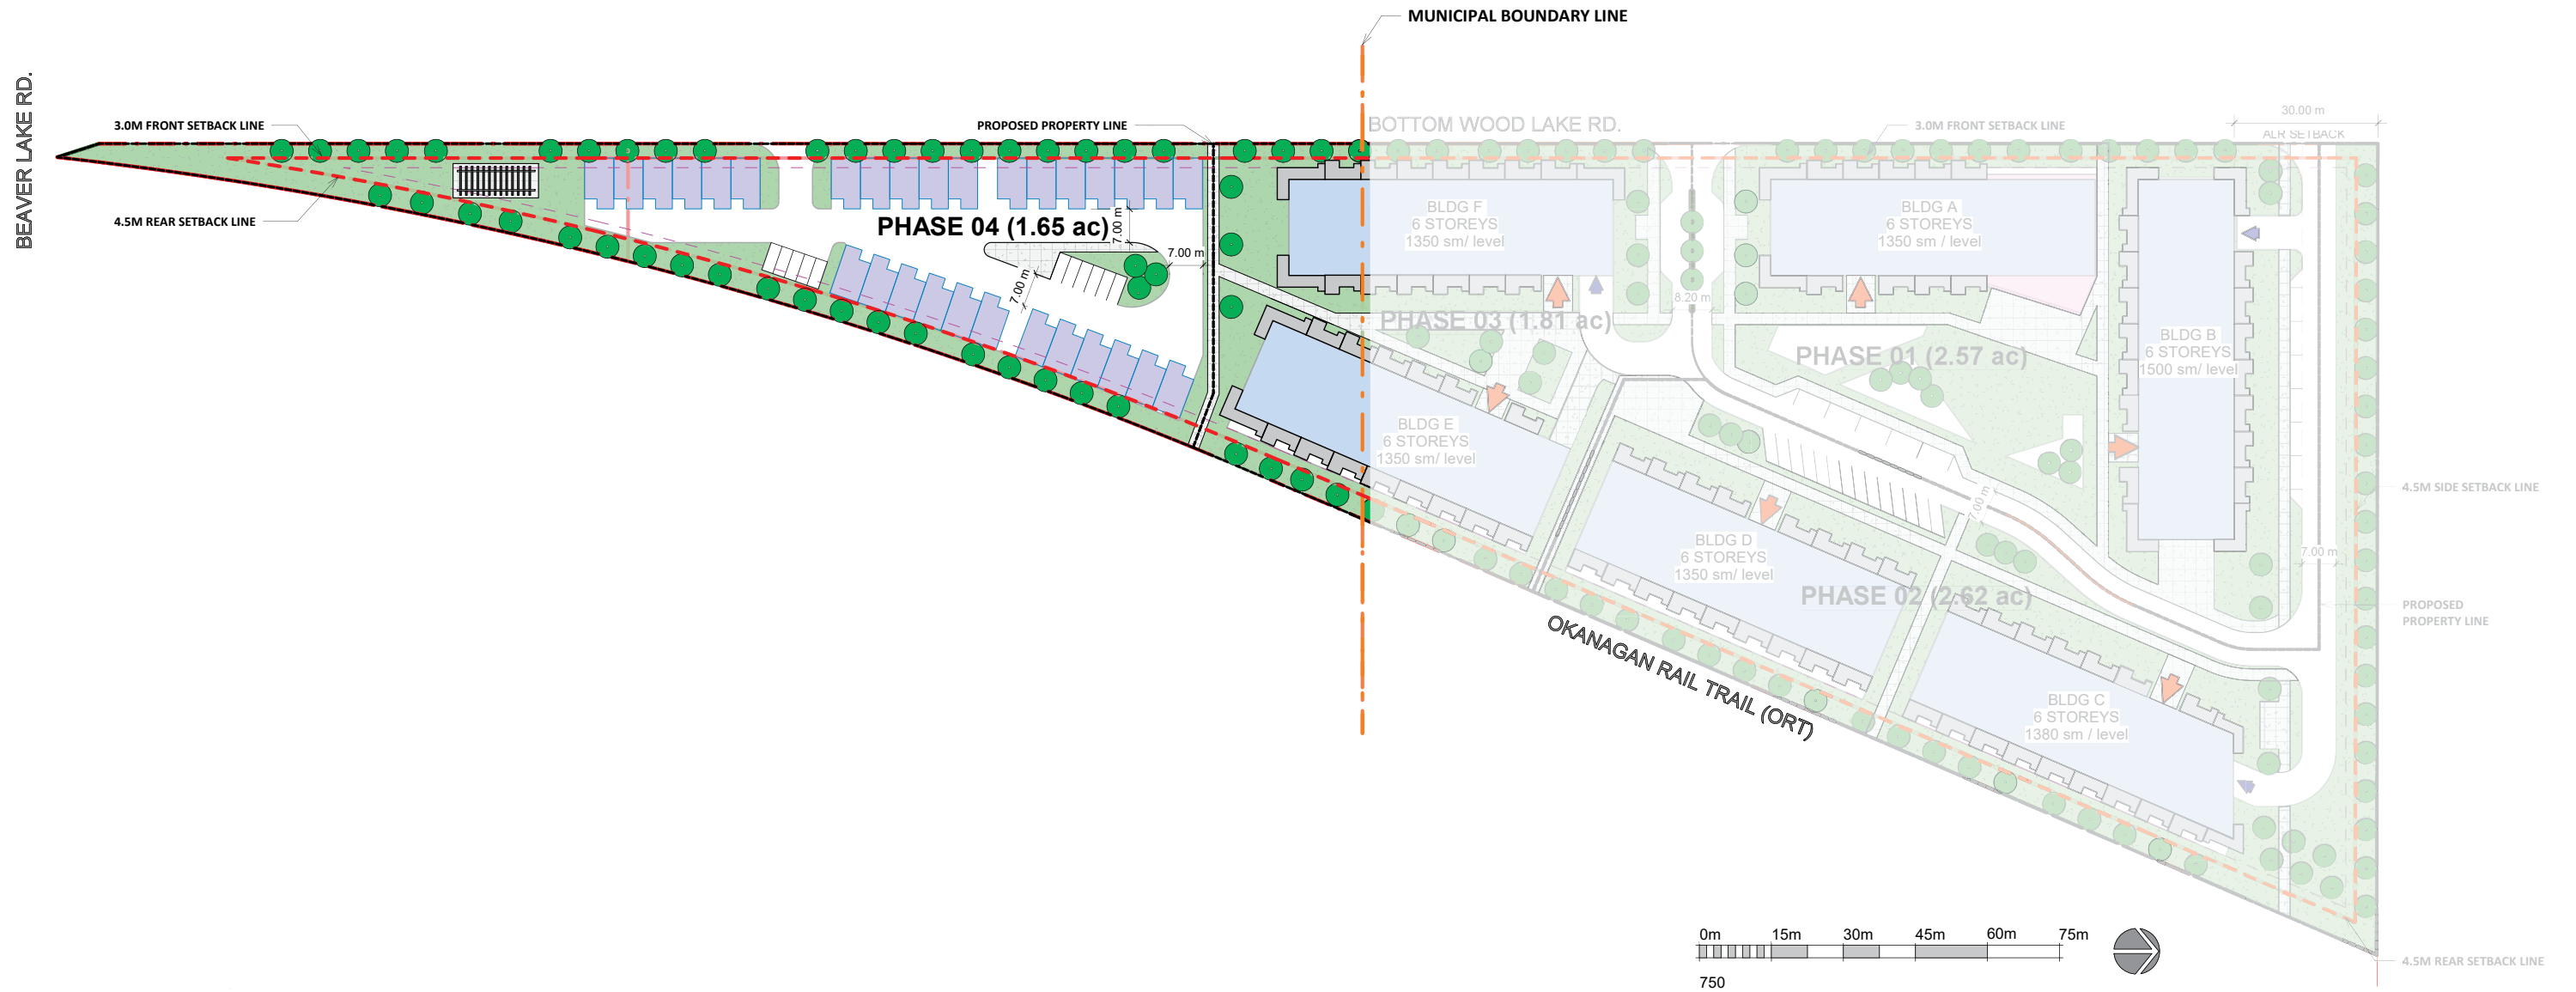 MUNICIPAL BOUNDARY LINE
BEAVER LAKE RD.
3.0M FRONT SETBACK LINE
PROPOSED PROPERTY LINE
BOTTOM WOOD LAKE RD.
3.0M FRONT SETBACK LINE
30.00 m
ALR SETBACK
4.5M REAR SETBACK LINE
PHASE 04 (1.65 ac)
7.00 m
7.00 m
7.00 m
BLDG F
6 STOREYS
1350 sm/ level
BLDG A
6 STOREYS
1350 sm / level
8.20 m
PHASE 03 (1.81 ac)
PHASE 01 (2.57 ac)
BLDG B
6 STOREYS
1500 sm/ level
BLDG E
6 STOREYS
1350 sm/ level
4.5M SIDE SETBACK LINE
7.00 m
BLDG D
6 STOREYS
1350 sm/ level
7.00 m
PHASE 02 (2.62 ac)
PROPOSED
PROPERTY LINE
OKANAGAN RAIL TRAIL (ORT)
BLDG C
6 STOREYS
1380 sm / level
0m 15m 30m 45m 60m 75m
750
4.5M REAR SETBACK LINE